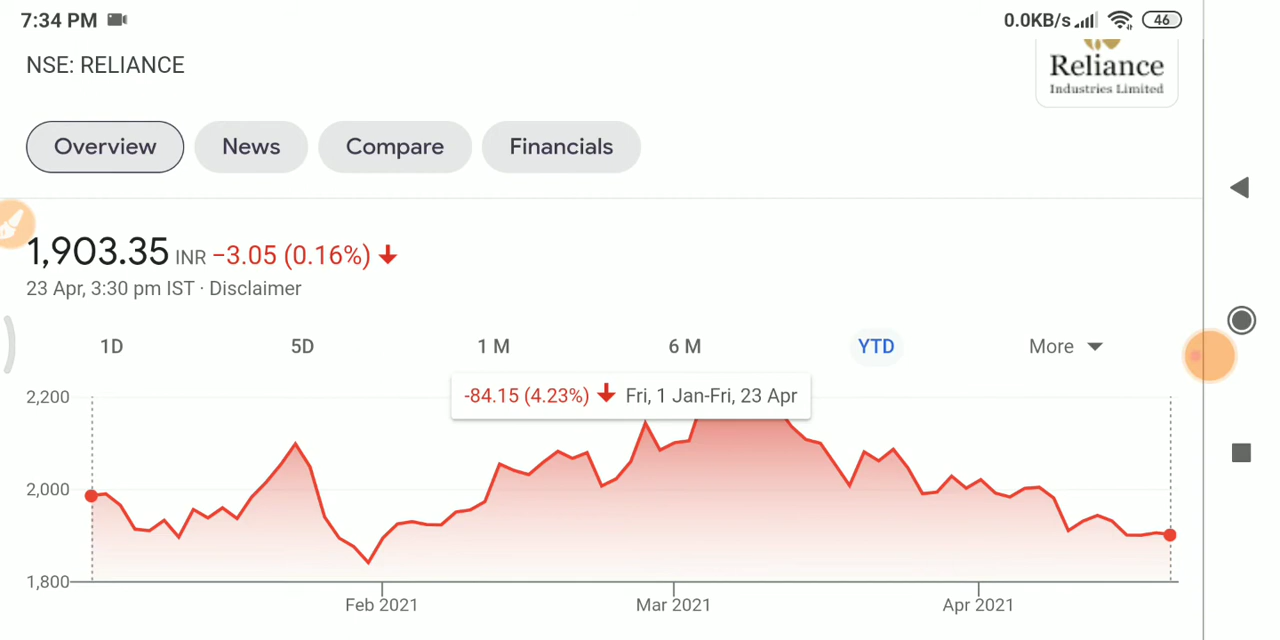 7:34 PM
0.0KB/s 46
NSE: RELIANCE
Reliance
Industries Limited
Overview News Compare Financials
1,903.35 INR −3.05 (0.16%)
23 Apr, 3:30 pm IST · Disclaimer
1D 5D 1 M 6 M YTD More
-84.15 (4.23%) Fri, 1 Jan-Fri, 23 Apr
2,200
2,000
1,800
Feb 2021 Mar 2021 Apr 2021